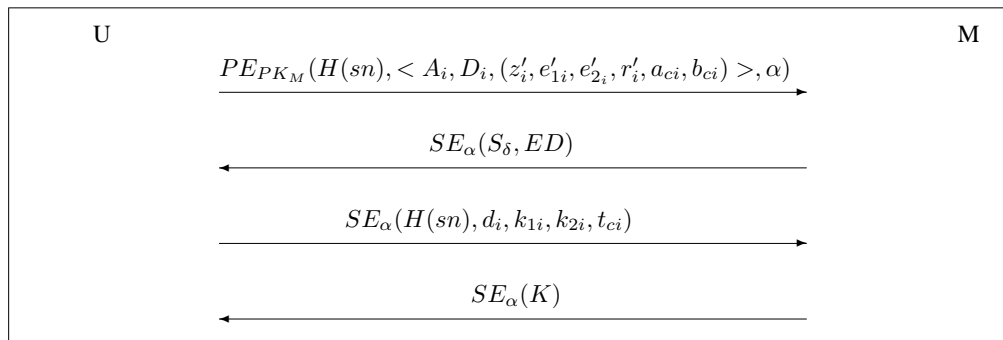 U M
PE_{PK_M}(H(sn), < A_i, D_i, (z'_i, e'_{1i}, e'_{2_i}, r'_i, a_{ci}, b_{ci}) >, α)
SE_α(S_δ, ED)
SE_α(H(sn), d_i, k_{1i}, k_{2i}, t_{ci})
SE_α(K)